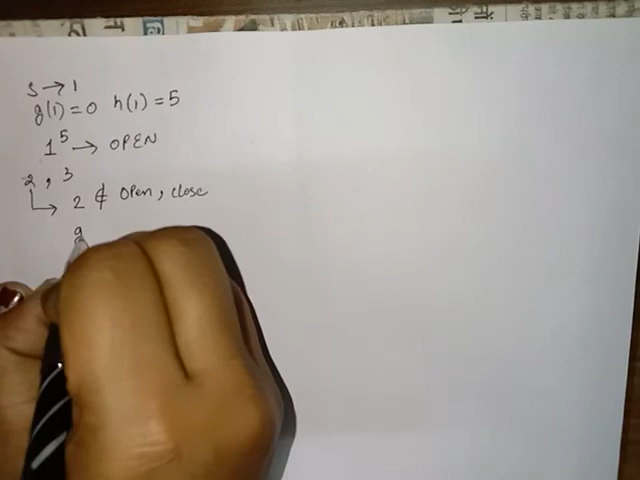 S → 1
g(1) = 0 h(1) = 5
1⁵ → OPEN
2, 3
↳ 2 ∉ Open, close
g